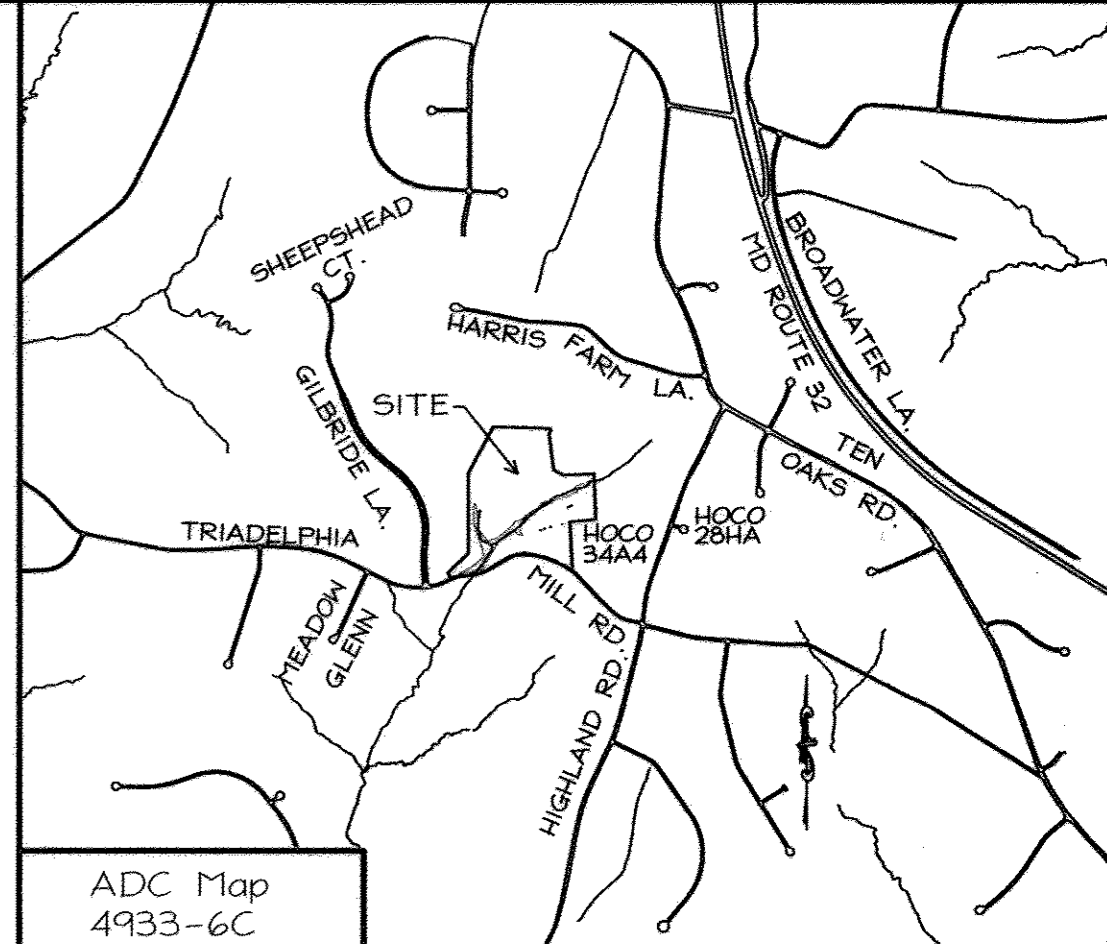 SHEEPSHEAD
CT.
BROADWATER LA.
MD ROUTE 32
HARRIS FARM LA.
GILBRIDE LA.
SITE
TEN
OAKS RD.
TRIADELPHIA
HOCO
34A4
HOCO
28HA
MILL RD.
MEADOW
GLENN
HIGHLAND RD.
ADC Map
4933-6C